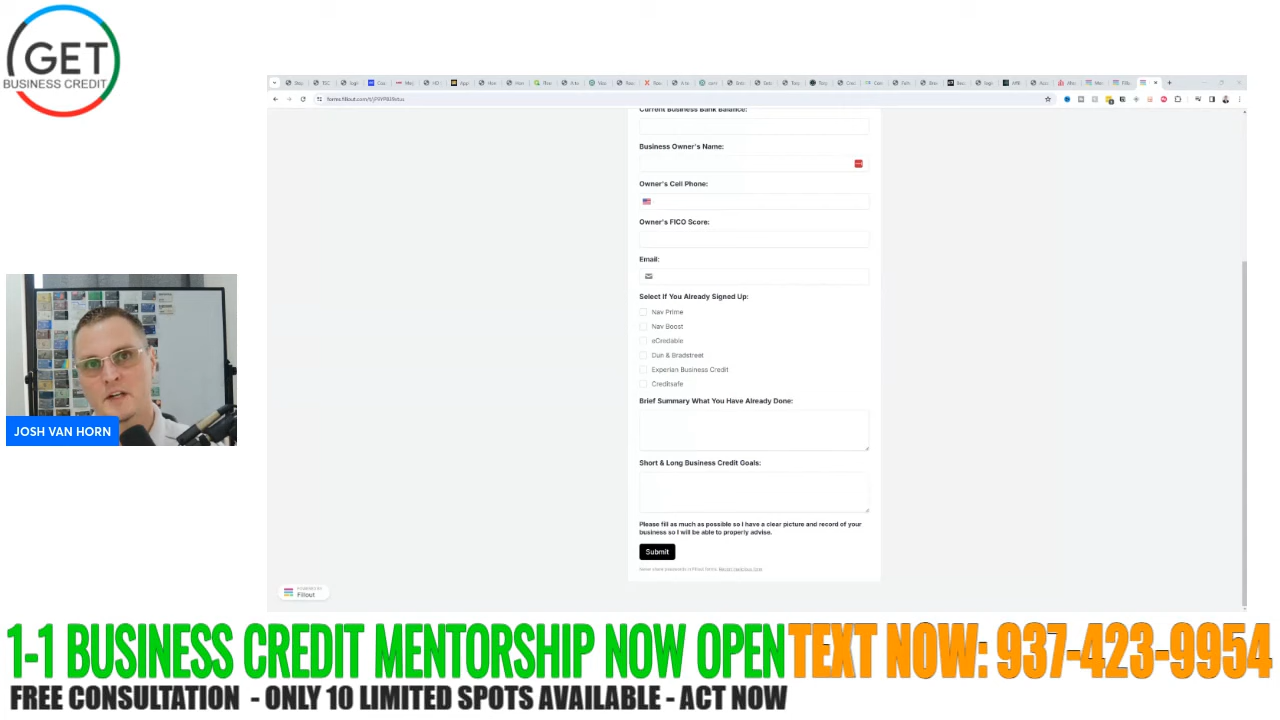 GET
BUSINESS CREDIT
forms.fillout.com
Current Business Bank Balance:
Business Owner's Name:
Owner's Cell Phone:
Owner's FICO Score:
Email:
Select If You Already Signed Up:
Nav Prime
Nav Boost
eCredable
Dun & Bradstreet
Experian Business Credit
Creditsafe
Brief Summary What You Have Already Done:
Short & Long Business Credit Goals:
Please fill as much as possible so I have a clear picture and record of your
business so I will be able to properly advise.
Submit
Fillout
JOSH VAN HORN
1-1 BUSINESS CREDIT MENTORSHIP NOW OPEN TEXT NOW: 937-423-9954
FREE CONSULTATION - ONLY 10 LIMITED SPOTS AVAILABLE - ACT NOW